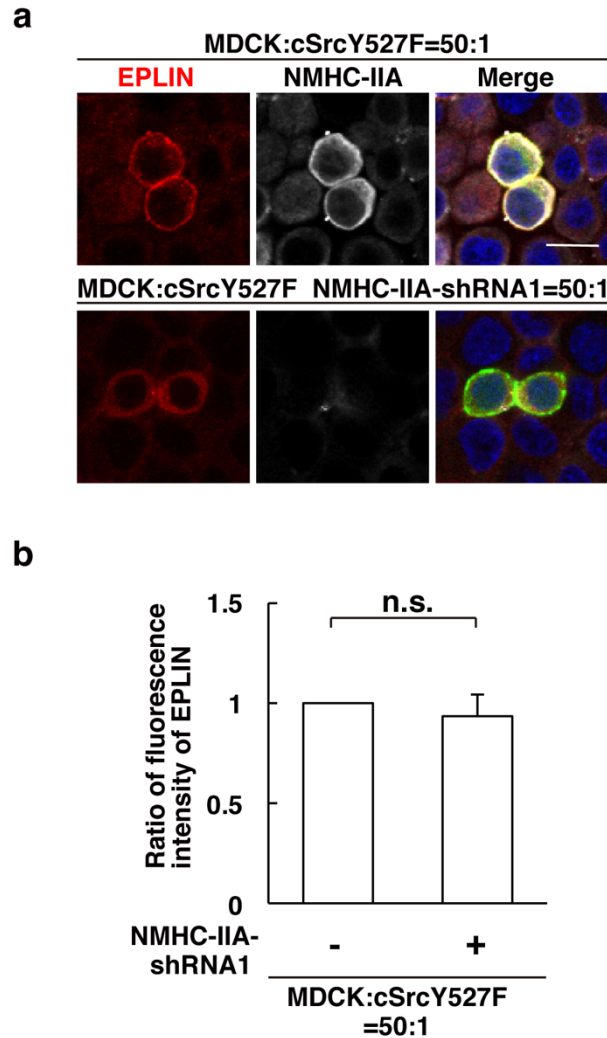 a
MDCK:cSrcY527F=50:1
EPLIN NMHC-IIA Merge
MDCK:cSrcY527F NMHC-IIA-shRNA1=50:1
b
Ratio of fluorescence
intensity of EPLIN
1.5
1
0.5
0
n.s.
NMHC-IIA-
shRNA1
- +
MDCK:cSrcY527F
=50:1